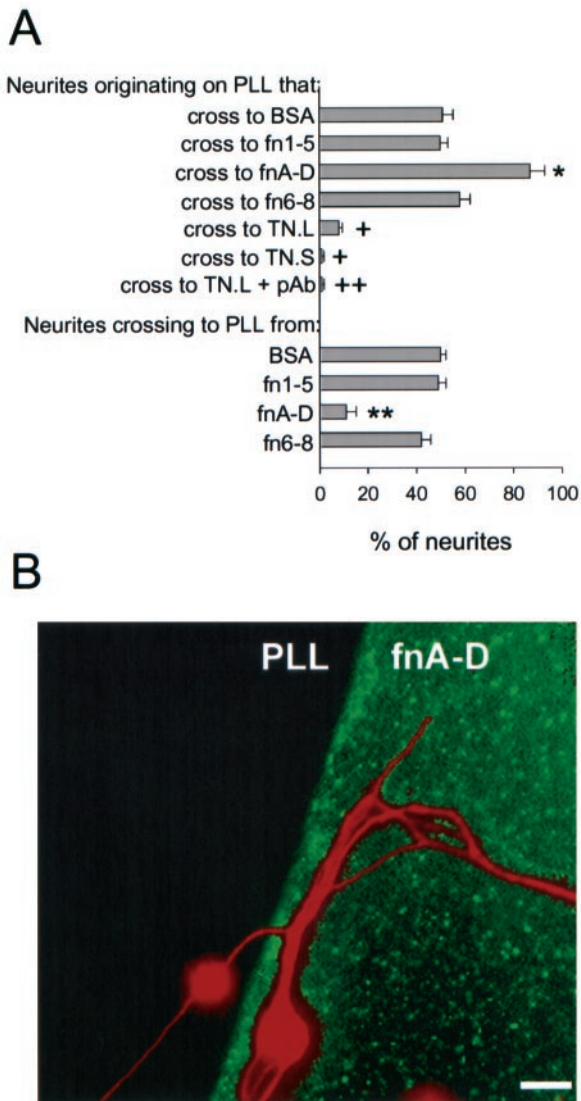 A
Neurites originating on PLL that:
cross to BSA
cross to fn1-5
cross to fnA-D
*
cross to fn6-8
cross to TN.L
+
cross to TN.S
+
cross to TN.L + pAb
++
Neurites crossing to PLL from:
BSA
fn1-5
fnA-D
**
fn6-8
0 20 40 60 80 100
% of neurites
B
PLL fnA-D